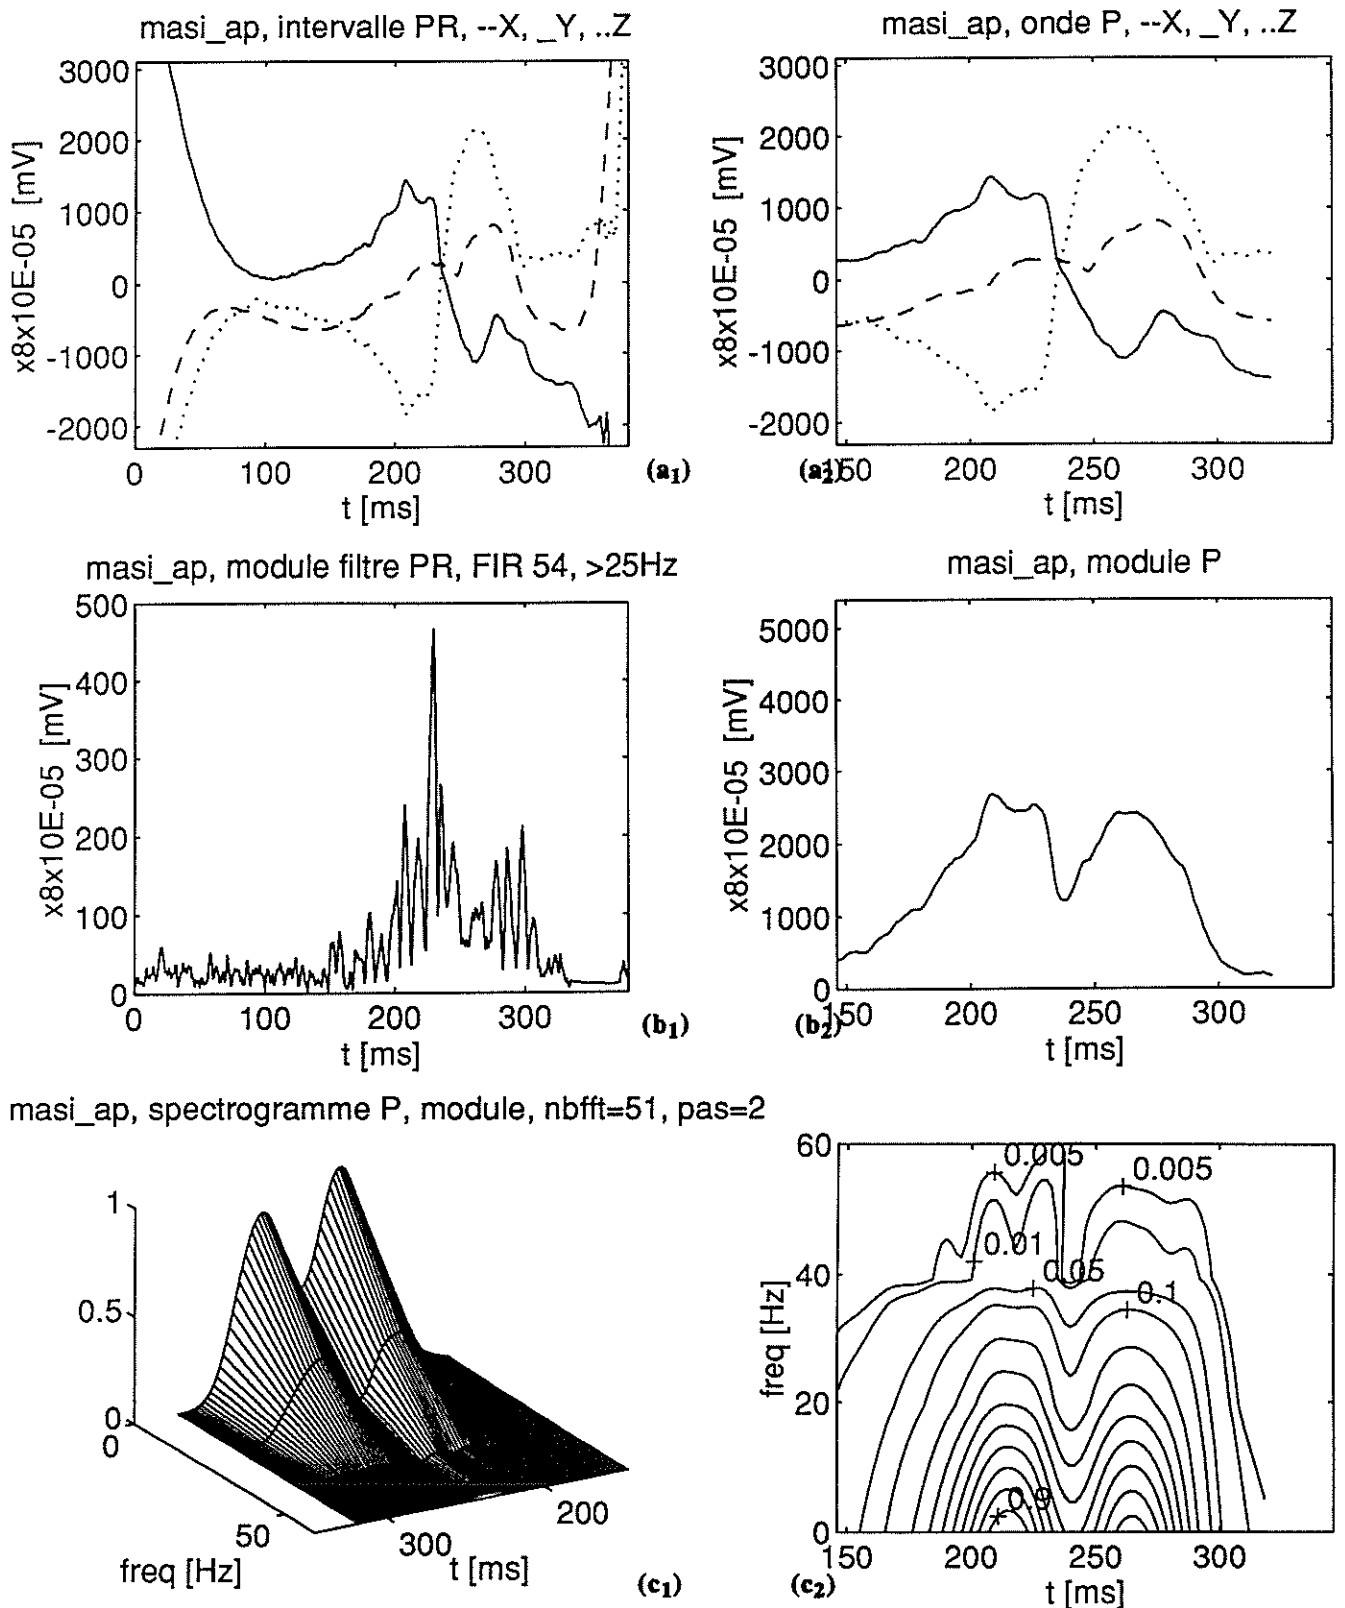 masi_ap, intervalle PR, --X, _Y, ..Z
masi_ap, onde P, --X, _Y, ..Z
3000
2000
1000
0
-1000
-2000
x8x10E-05 [mV]
0
100
200
300
t [ms]
(a1)
3000
2000
1000
0
-1000
-2000
x8x10E-05 [mV]
150
200
250
300
t [ms]
(a2)
masi_ap, module filtre PR, FIR 54, >25Hz
masi_ap, module P
500
400
300
200
100
0
x8x10E-05 [mV]
0
100
200
300
t [ms]
(b1)
5000
4000
3000
2000
1000
0
x8x10E-05 [mV]
150
200
250
300
t [ms]
(b2)
masi_ap, spectrogramme P, module, nbfft=51, pas=2
1
0.5
0
0
50
freq [Hz]
300
200
t [ms]
(c1)
60
40
20
0
freq [Hz]
0.005
0.005
0.01
0.05
0.1
0.9
150
200
250
300
t [ms]
(c2)